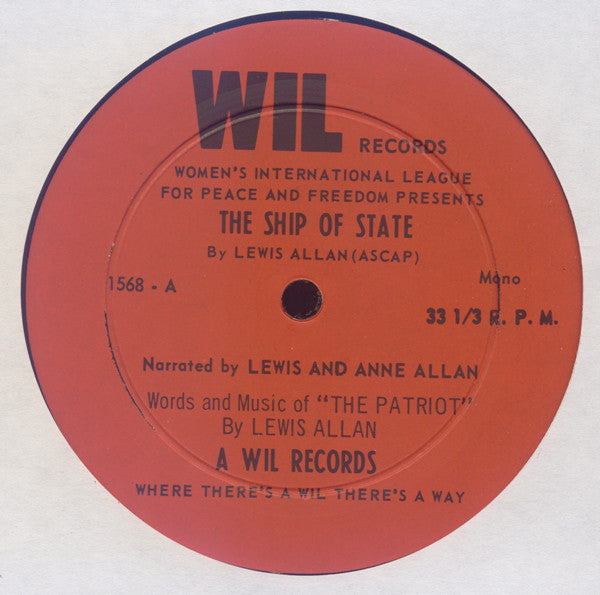 WIL RECORDS
WOMEN'S INTERNATIONAL LEAGUE
FOR PEACE AND FREEDOM PRESENTS
THE SHIP OF STATE
By LEWIS ALLAN (ASCAP)
1568 - A
Mono
33 1/3 R. P. M.
Narrated by LEWIS AND ANNE ALLAN
Words and Music of "THE PATRIOT"
By LEWIS ALLAN
A WIL RECORDS
WHERE THERE'S A WIL THERE'S A WAY